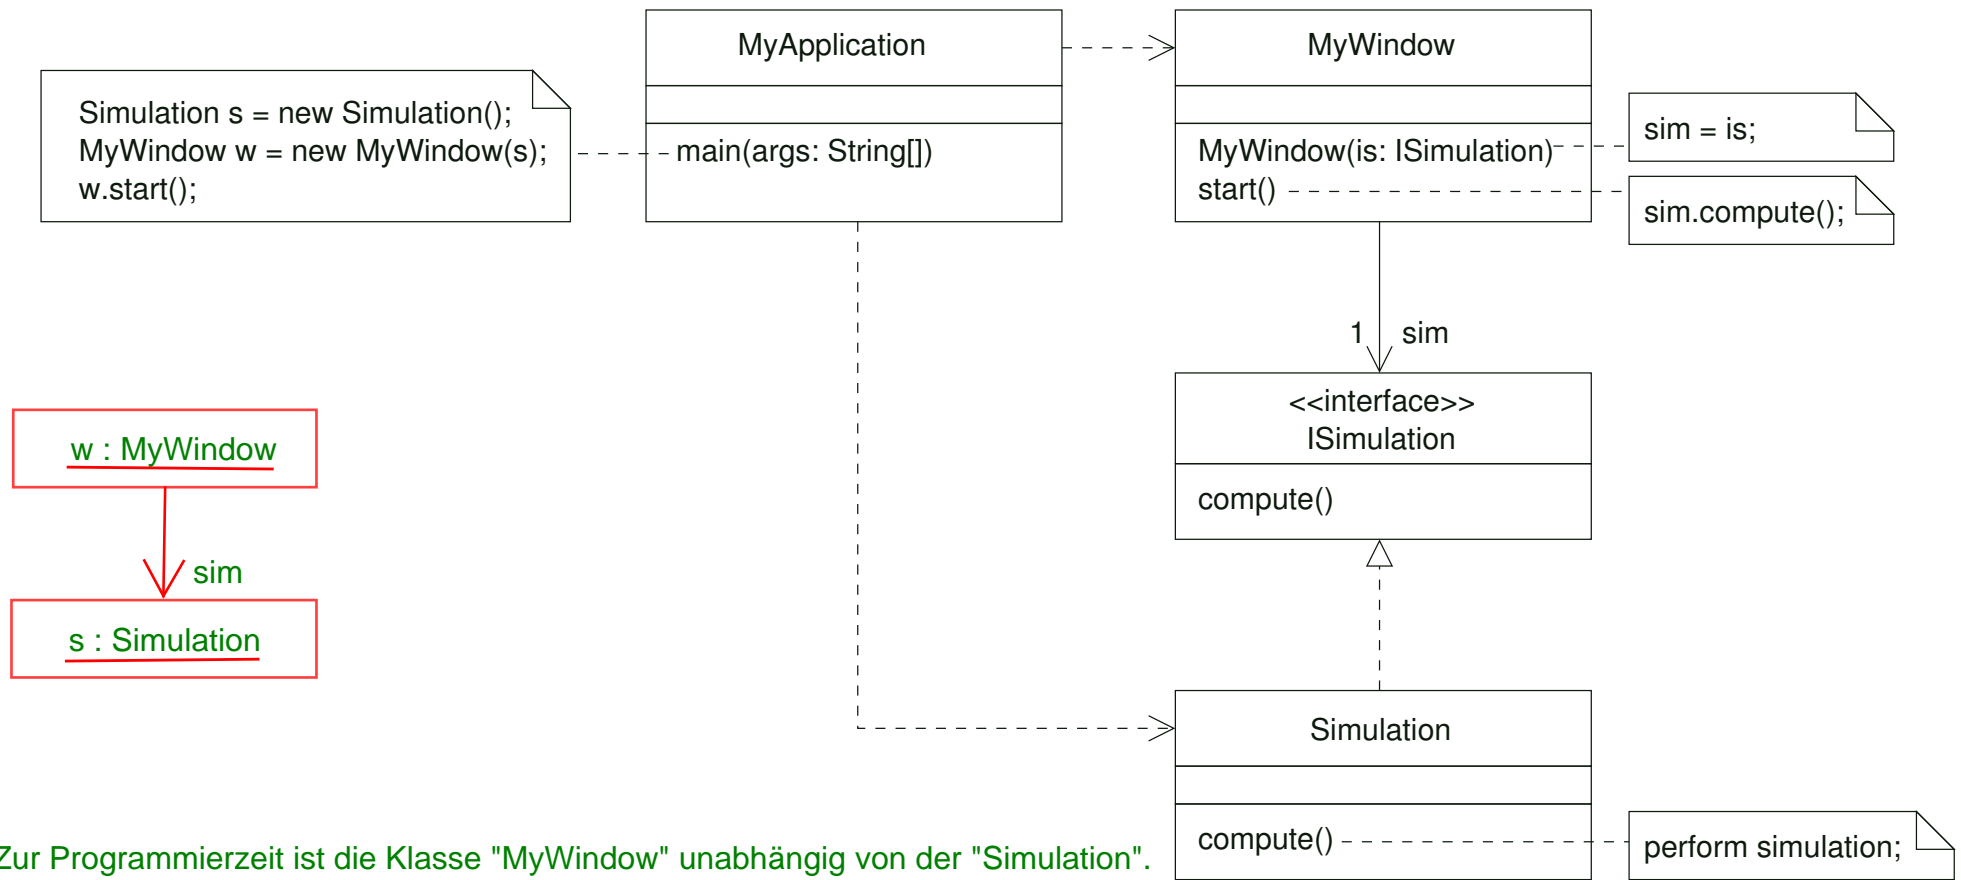 MyApplication
MyWindow
Simulation s = new Simulation();
MyWindow w = new MyWindow(s);
w.start();
main(args: String[])
MyWindow(is: ISimulation)
start()
sim = is;
sim.compute();
1 sim
<<interface>>
ISimulation
compute()
w : MyWindow
sim
s : Simulation
Simulation
compute()
perform simulation;
Zur Programmierzeit ist die Klasse "MyWindow" unabhängig von der "Simulation".